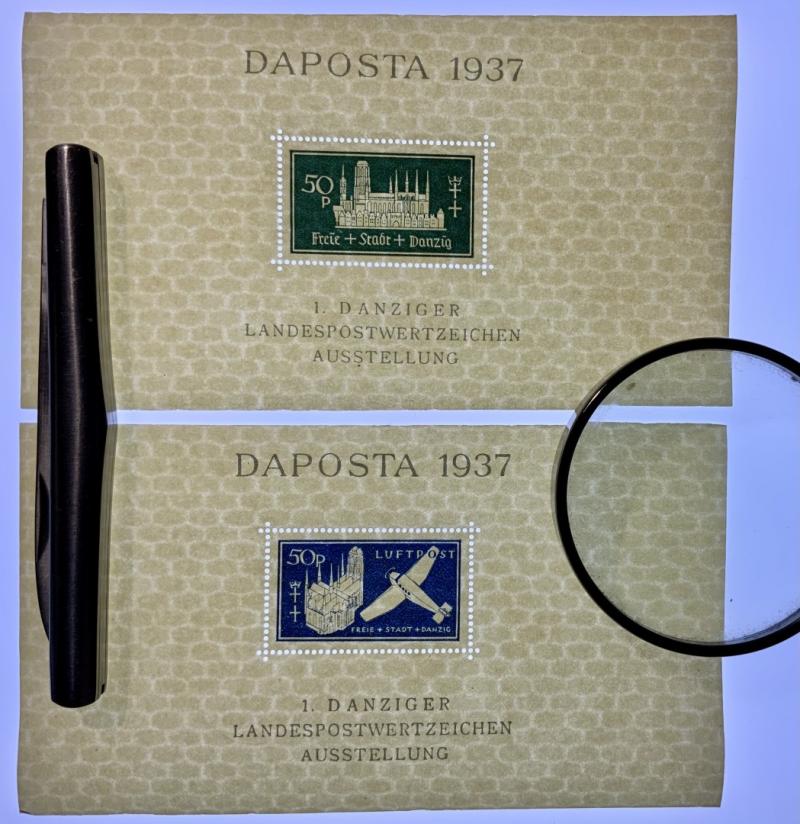 DAPOSTA 1937
50
P
Freie + Stadt + Danzig
1. DANZIGER
LANDESPOSTWERTZEICHEN
AUSSTELLUNG
DAPOSTA 1937
50P LUFTPOST
FREIE + STADT + DANZIG
1. DANZIGER
LANDESPOSTWERTZEICHEN
AUSSTELLUNG